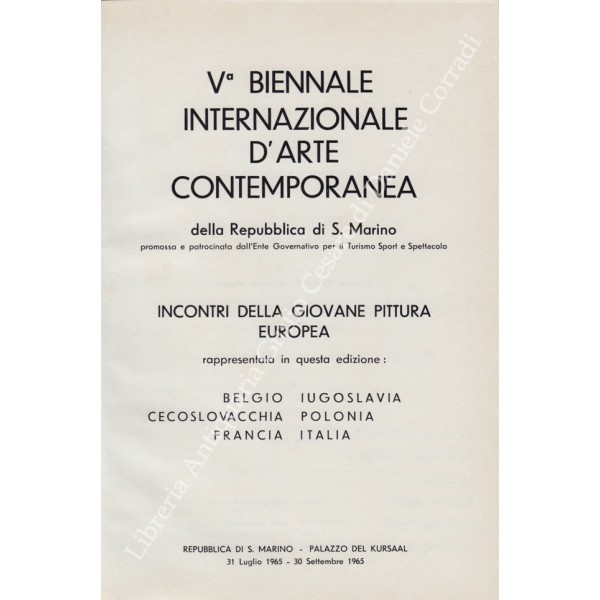 Vª BIENNALE
INTERNAZIONALE
D'ARTE
CONTEMPORANEA
della Repubblica di S. Marino
promossa e patrocinata dall'Ente Governativo per il Turismo Sport e Spettacolo
INCONTRI DELLA GIOVANE PITTURA
EUROPEA
rappresentata in questa edizione :
BELGIO IUGOSLAVIA
CECOSLOVACCHIA POLONIA
FRANCIA ITALIA
REPUBBLICA DI S. MARINO - PALAZZO DEL KURSAAL
31 Luglio 1965 - 30 Settembre 1965
Libreria Antiquaria Giulio Cesare di Daniele Corradi